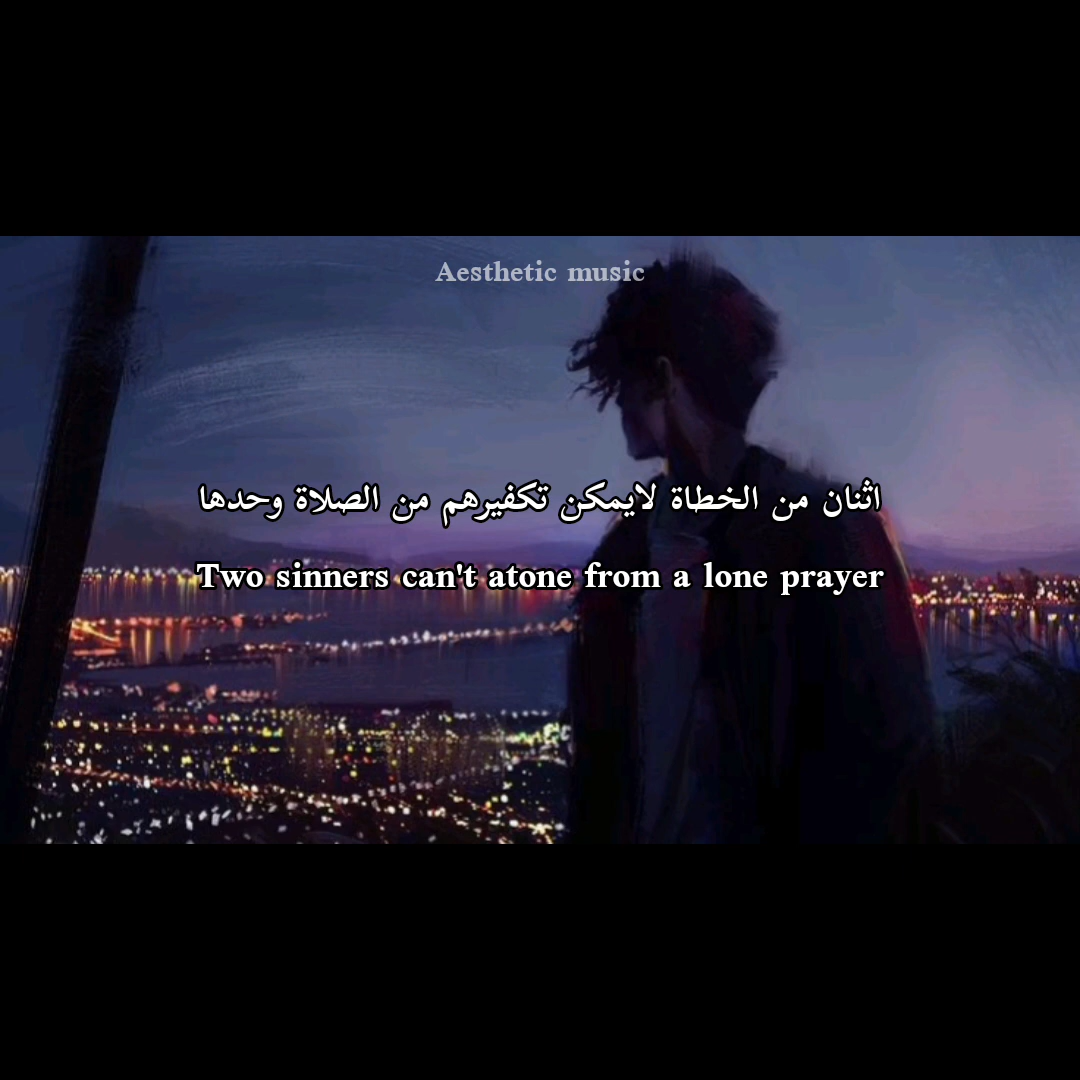 Aesthetic music
اثنان من الخطاة لايمكن تكفيرهم من الصلاة وحدها
Two sinners can't atone from a lone prayer